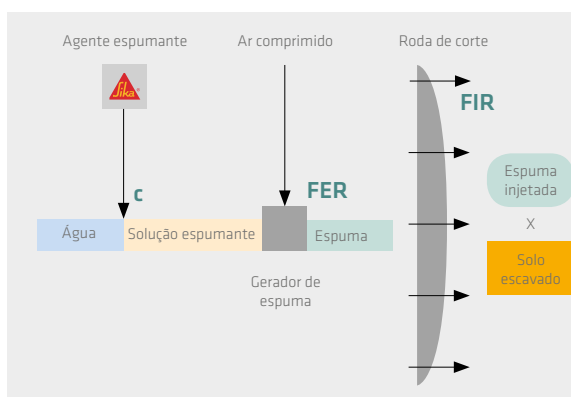 Agente espumante
Ar comprimido
Roda de corte
Sika
FIR
c
FER
Espuma
injetada
Água
Solução espumante
Espuma
X
Solo
escavado
Gerador de
espuma